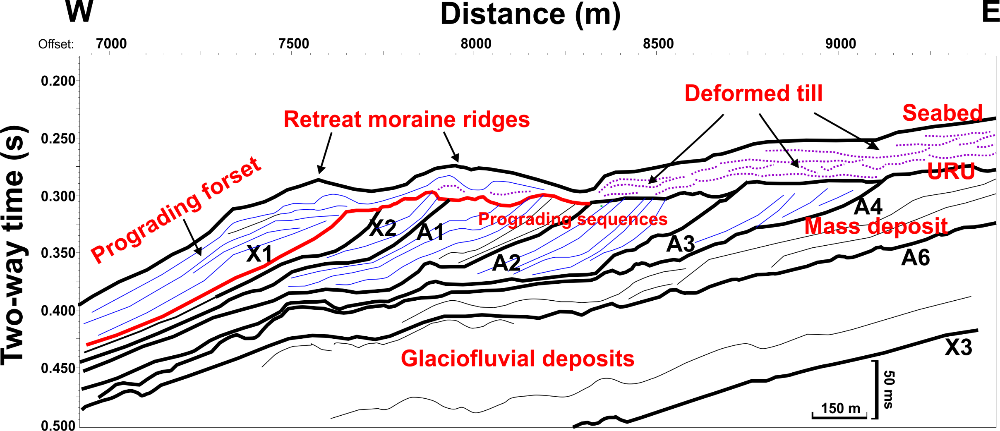 W Distance (m) E
Offset: 7000 7500 8000 8500 9000
Two-way time (s)
0.200
0.250
0.300
0.350
0.400
0.450
0.500
Deformed till
Seabed
Retreat moraine ridges
URU
Prograding forset
A4
Prograding sequences
X2
A1
Mass deposit
A3
X1
A2
A6
X3
Glaciofluvial deposits
50 ms
150 m